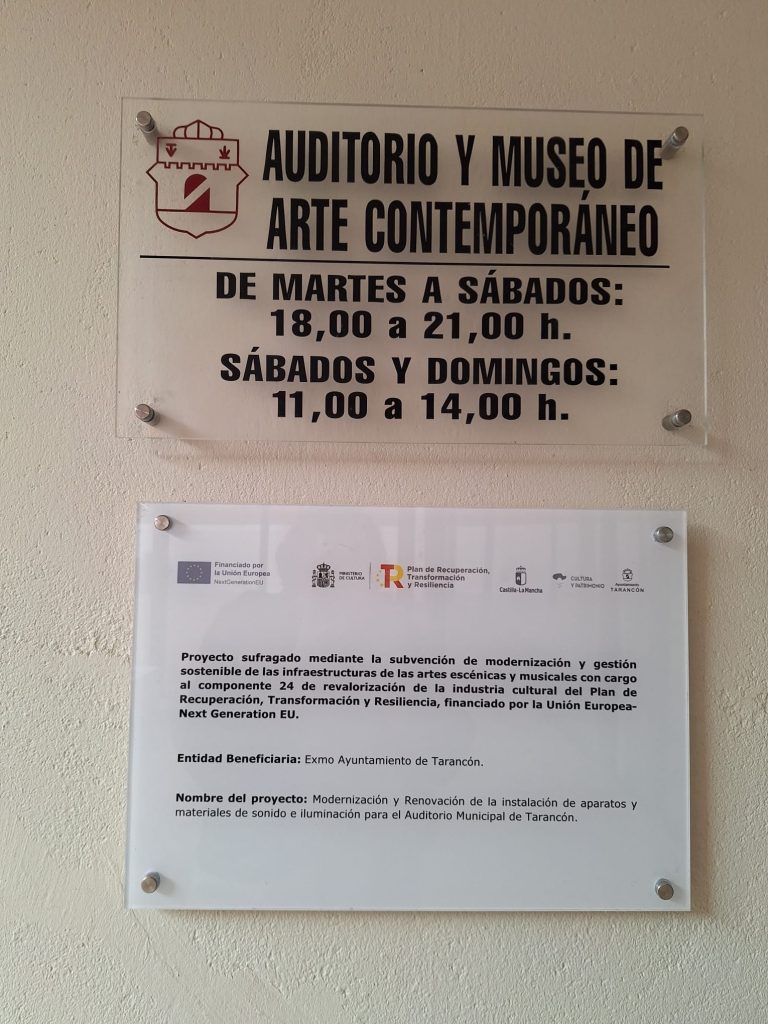 AUDITORIO Y MUSEO DE
ARTE CONTEMPORÁNEO
DE MARTES A SÁBADOS:
18,00 a 21,00 h.
SÁBADOS Y DOMINGOS:
11,00 a 14,00 h.
Financiado por
la Unión Europea
NextGenerationEU
MINISTERIO
DE CULTURA
TR
Plan de Recuperación,
Transformación
y Resiliencia
Castilla-La Mancha
CULTURA
Y PATRIMONIO
Ayuntamiento
TARANCÓN
Proyecto sufragado mediante la subvención de modernización y gestión
sostenible de las infraestructuras de las artes escénicas y musicales con cargo
al componente 24 de revalorización de la industria cultural del Plan de
Recuperación, Transformación y Resiliencia, financiado por la Unión Europea-
Next Generation EU.
Entidad Beneficiaria: Exmo Ayuntamiento de Tarancón.
Nombre del proyecto: Modernización y Renovación de la instalación de aparatos y
materiales de sonido e iluminación para el Auditorio Municipal de Tarancón.